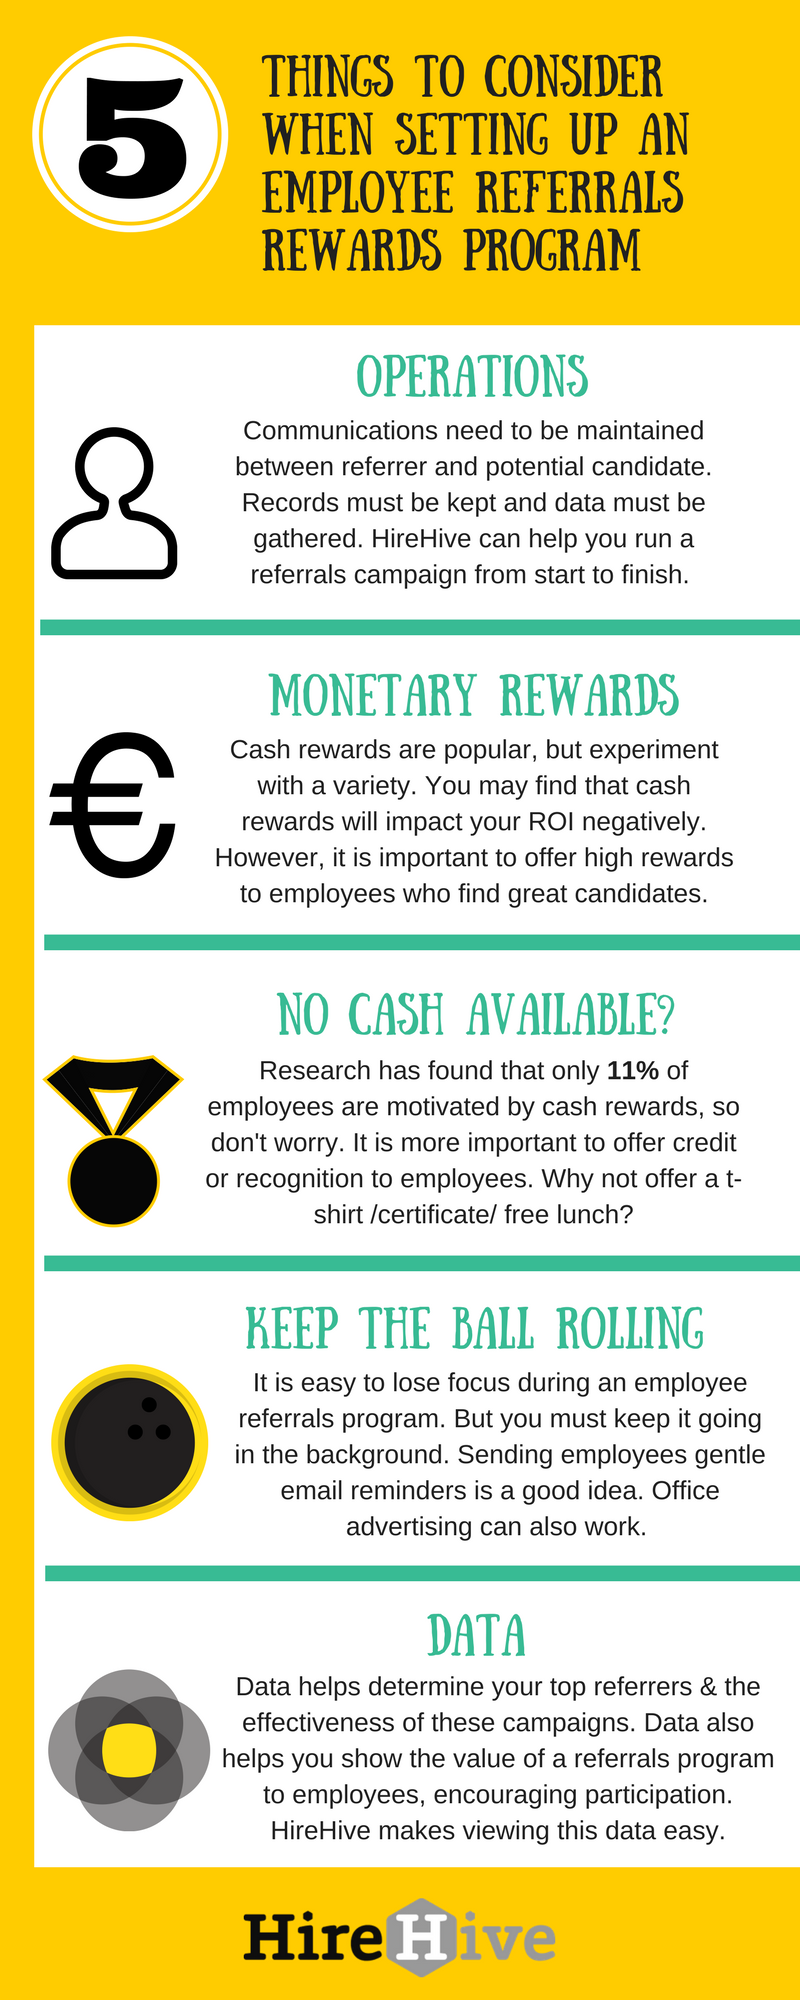 5
THINGS TO CONSIDER
WHEN SETTING UP AN
EMPLOYEE REFERRALS
REWARDS PROGRAM
OPERATIONS
Communications need to be maintained
between referrer and potential candidate.
Records must be kept and data must be
gathered. HireHive can help you run a
referrals campaign from start to finish.
€
MONETARY REWARDS
Cash rewards are popular, but experiment
with a variety. You may find that cash
rewards will impact your ROI negatively.
However, it is important to offer high rewards
to employees who find great candidates.
NO CASH AVAILABLE?
Research has found that only 11% of
employees are motivated by cash rewards, so
don't worry. It is more important to offer credit
or recognition to employees. Why not offer a t-
shirt /certificate/ free lunch?
KEEP THE BALL ROLLING
It is easy to lose focus during an employee
referrals program. But you must keep it going
in the background. Sending employees gentle
email reminders is a good idea. Office
advertising can also work.
DATA
Data helps determine your top referrers & the
effectiveness of these campaigns. Data also
helps you show the value of a referrals program
to employees, encouraging participation.
HireHive makes viewing this data easy.
HireHive